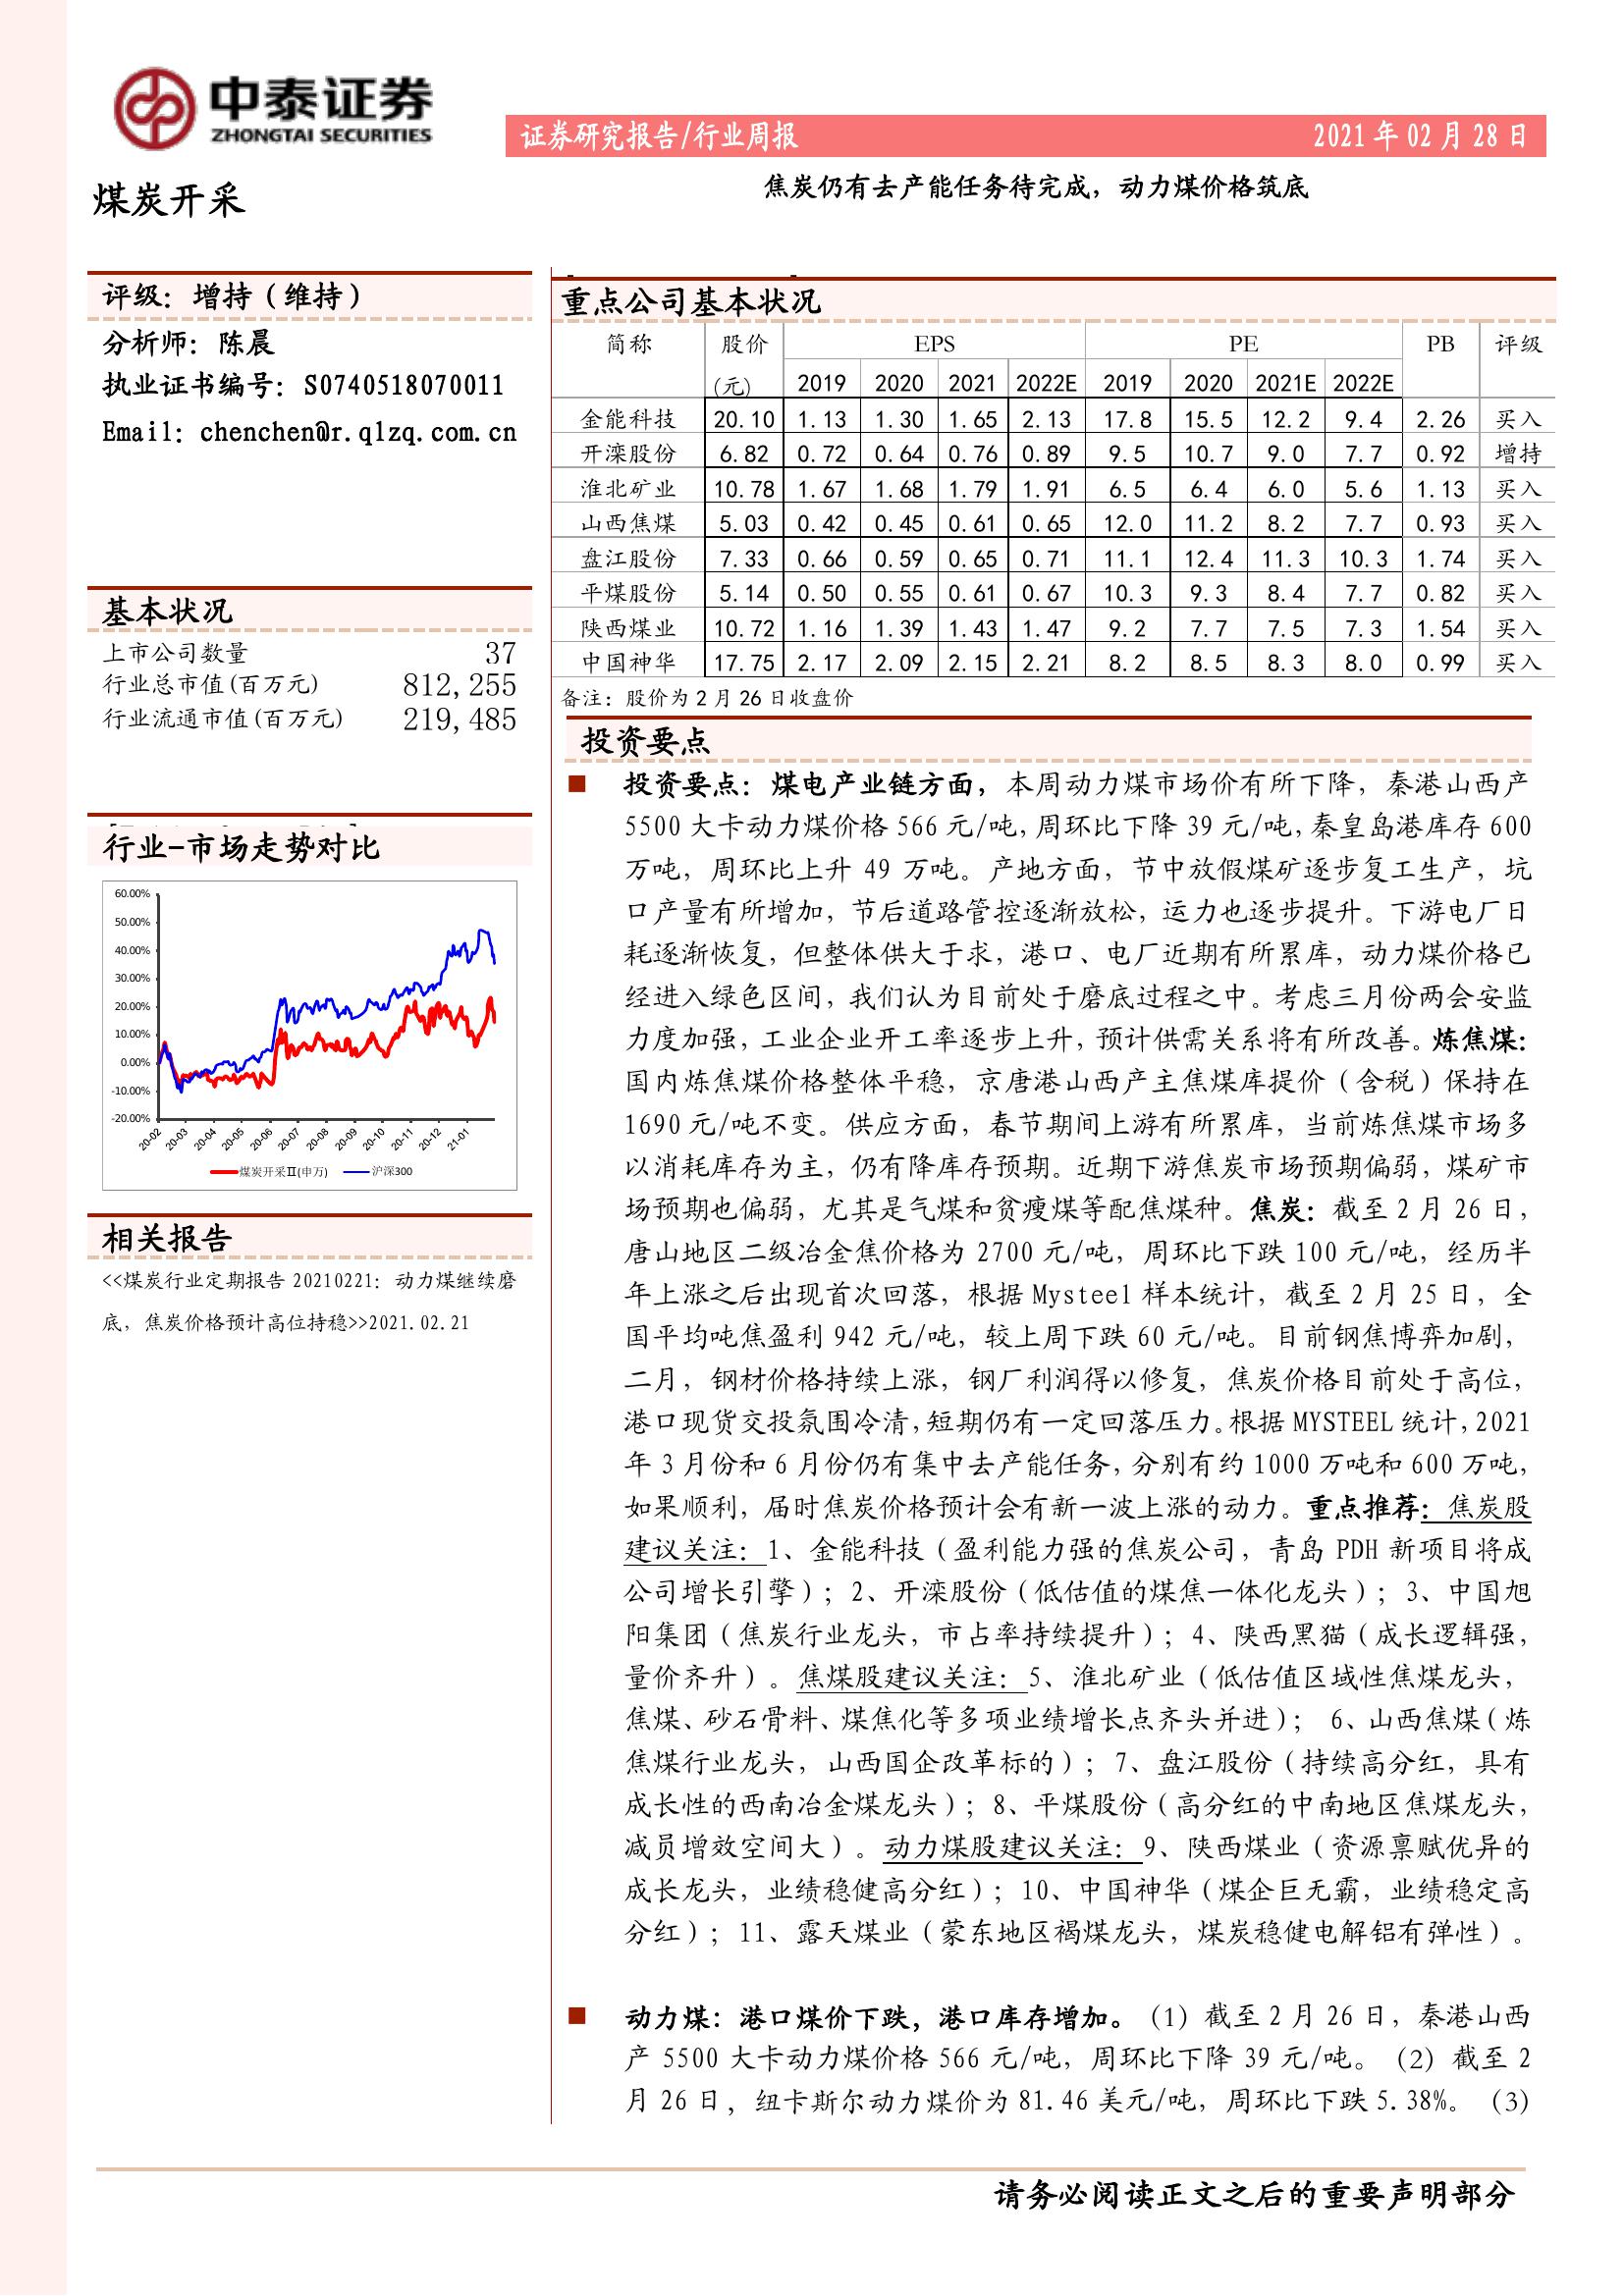 中泰证券
ZHONGTAI SECURITIES
证券研究报告/行业周报 2021 年 02 月 28 日
煤炭开采
焦炭仍有去产能任务待完成，动力煤价格筑底
评级：增持（维持）
分析师：陈晨
执业证书编号：S0740518070011
Email：chenchen@r.qlzq.com.cn
基本状况
上市公司数量 37
行业总市值(百万元) 812,255
行业流通市值(百万元) 219,485
行业-市场走势对比
60.00%
50.00%
40.00%
30.00%
20.00%
10.00%
0.00%
-10.00%
-20.00%
20-02 20-03 20-04 20-05 20-06 20-07 20-08 20-09 20-10 20-11 20-12 21-01
煤炭开采Ⅱ(申万) 沪深300
相关报告
<<煤炭行业定期报告 20210221：动力煤继续磨
底，焦炭价格预计高位持稳>>2021.02.21
重点公司基本状况
简称 股价 EPS PE PB 评级
(元) 2019 2020 2021 2022E 2019 2020 2021E 2022E
金能科技 20.10 1.13 1.30 1.65 2.13 17.8 15.5 12.2 9.4 2.26 买入
开滦股份 6.82 0.72 0.64 0.76 0.89 9.5 10.7 9.0 7.7 0.92 增持
淮北矿业 10.78 1.67 1.68 1.79 1.91 6.5 6.4 6.0 5.6 1.13 买入
山西焦煤 5.03 0.42 0.45 0.61 0.65 12.0 11.2 8.2 7.7 0.93 买入
盘江股份 7.33 0.66 0.59 0.65 0.71 11.1 12.4 11.3 10.3 1.74 买入
平煤股份 5.14 0.50 0.55 0.61 0.67 10.3 9.3 8.4 7.7 0.82 买入
陕西煤业 10.72 1.16 1.39 1.43 1.47 9.2 7.7 7.5 7.3 1.54 买入
中国神华 17.75 2.17 2.09 2.15 2.21 8.2 8.5 8.3 8.0 0.99 买入
备注：股价为 2 月 26 日收盘价
投资要点
■ 投资要点：煤电产业链方面，本周动力煤市场价有所下降，秦港山西产
5500 大卡动力煤价格 566 元/吨，周环比下降 39 元/吨，秦皇岛港库存 600
万吨，周环比上升 49 万吨。产地方面，节中放假煤矿逐步复工生产，坑
口产量有所增加，节后道路管控逐渐放松，运力也逐步提升。下游电厂日
耗逐渐恢复，但整体供大于求，港口、电厂近期有所累库，动力煤价格已
经进入绿色区间，我们认为目前处于磨底过程之中。考虑三月份两会安监
力度加强，工业企业开工率逐步上升，预计供需关系将有所改善。炼焦煤：
国内炼焦煤价格整体平稳，京唐港山西产主焦煤库提价（含税）保持在
1690 元/吨不变。供应方面，春节期间上游有所累库，当前炼焦煤市场多
以消耗库存为主，仍有降库存预期。近期下游焦炭市场预期偏弱，煤矿市
场预期也偏弱，尤其是气煤和贫瘦煤等配焦煤种。焦炭：截至 2 月 26 日，
唐山地区二级冶金焦价格为 2700 元/吨，周环比下跌 100 元/吨，经历半
年上涨之后出现首次回落，根据 Mysteel 样本统计，截至 2 月 25 日，全
国平均吨焦盈利 942 元/吨，较上周下跌 60 元/吨。目前钢焦博弈加剧，
二月，钢材价格持续上涨，钢厂利润得以修复，焦炭价格目前处于高位，
港口现货交投氛围冷清，短期仍有一定回落压力。根据 MYSTEEL 统计，2021
年 3 月份和 6 月份仍有集中去产能任务，分别有约 1000 万吨和 600 万吨，
如果顺利，届时焦炭价格预计会有新一波上涨的动力。重点推荐：焦炭股
建议关注：1、金能科技（盈利能力强的焦炭公司，青岛 PDH 新项目将成
公司增长引擎）；2、开滦股份（低估值的煤焦一体化龙头）；3、中国旭
阳集团（焦炭行业龙头，市占率持续提升）；4、陕西黑猫（成长逻辑强，
量价齐升）。焦煤股建议关注：5、淮北矿业（低估值区域性焦煤龙头，
焦煤、砂石骨料、煤焦化等多项业绩增长点齐头并进）； 6、山西焦煤（炼
焦煤行业龙头，山西国企改革标的）；7、盘江股份（持续高分红，具有
成长性的西南冶金煤龙头）；8、平煤股份（高分红的中南地区焦煤龙头，
减员增效空间大）。动力煤股建议关注：9、陕西煤业（资源禀赋优异的
成长龙头，业绩稳健高分红）；10、中国神华（煤企巨无霸，业绩稳定高
分红）；11、露天煤业（蒙东地区褐煤龙头，煤炭稳健电解铝有弹性）。
■ 动力煤：港口煤价下跌，港口库存增加。（1）截至 2 月 26 日，秦港山西
产 5500 大卡动力煤价格 566 元/吨，周环比下降 39 元/吨。（2）截至 2
月 26 日，纽卡斯尔动力煤价为 81.46 美元/吨，周环比下跌 5.38%。（3）
请务必阅读正文之后的重要声明部分